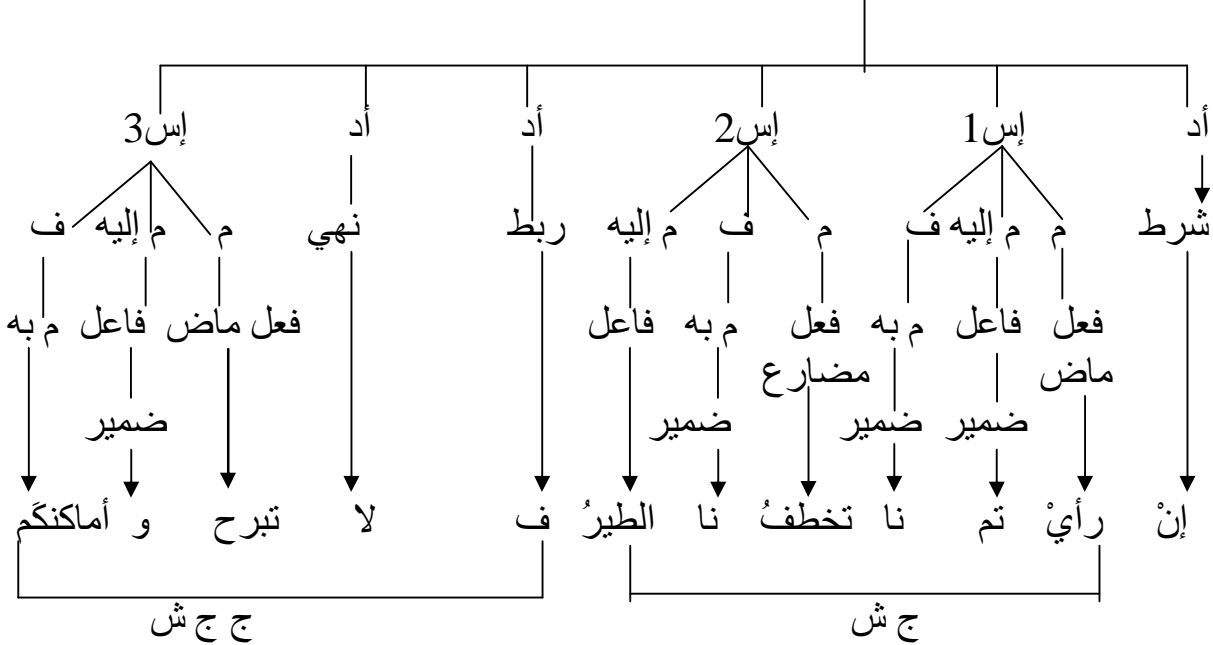 أد إس1 إس2 أد أد إس3
شرط م م إليه ف م ف م إليه ربط نهي م م إليه ف
فعل ماض فاعل م به فعل مضارع م به فاعل فعل ماض فاعل م به
ضمير ضمير ضمير ضمير
إنْ رأيْ تم نا تخطفُ نا الطيرُ ف لا تبرح و أماكنكَم
ج ش ج ج ش